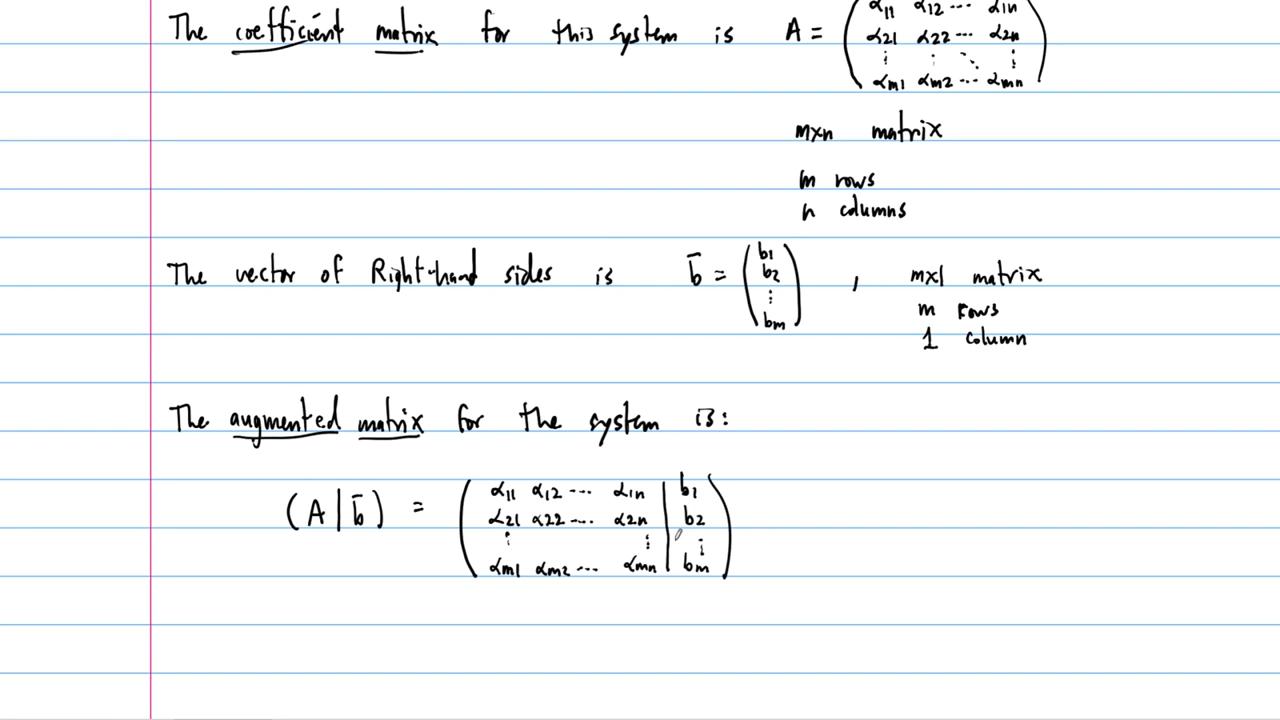 The coefficient matrix for this system is A = ( α11 α12 ··· α1n
α21 α22 ··· α2n
⋮ ⋮ ⋱ ⋮
αm1 αm2 ··· αmn )
m×n matrix
m rows
n columns
The vector of Right-hand sides is b̄ = ( b1 b2 ⋮ bm ) , m×1 matrix
m rows
1 column
The augmented matrix for the system is:
(A | b̄) = ( α11 α12 ··· α1n | b1
α21 α22 ··· α2n | b2
⋮ ⋮ | ⋮
αm1 αm2 ··· αmn | bm )